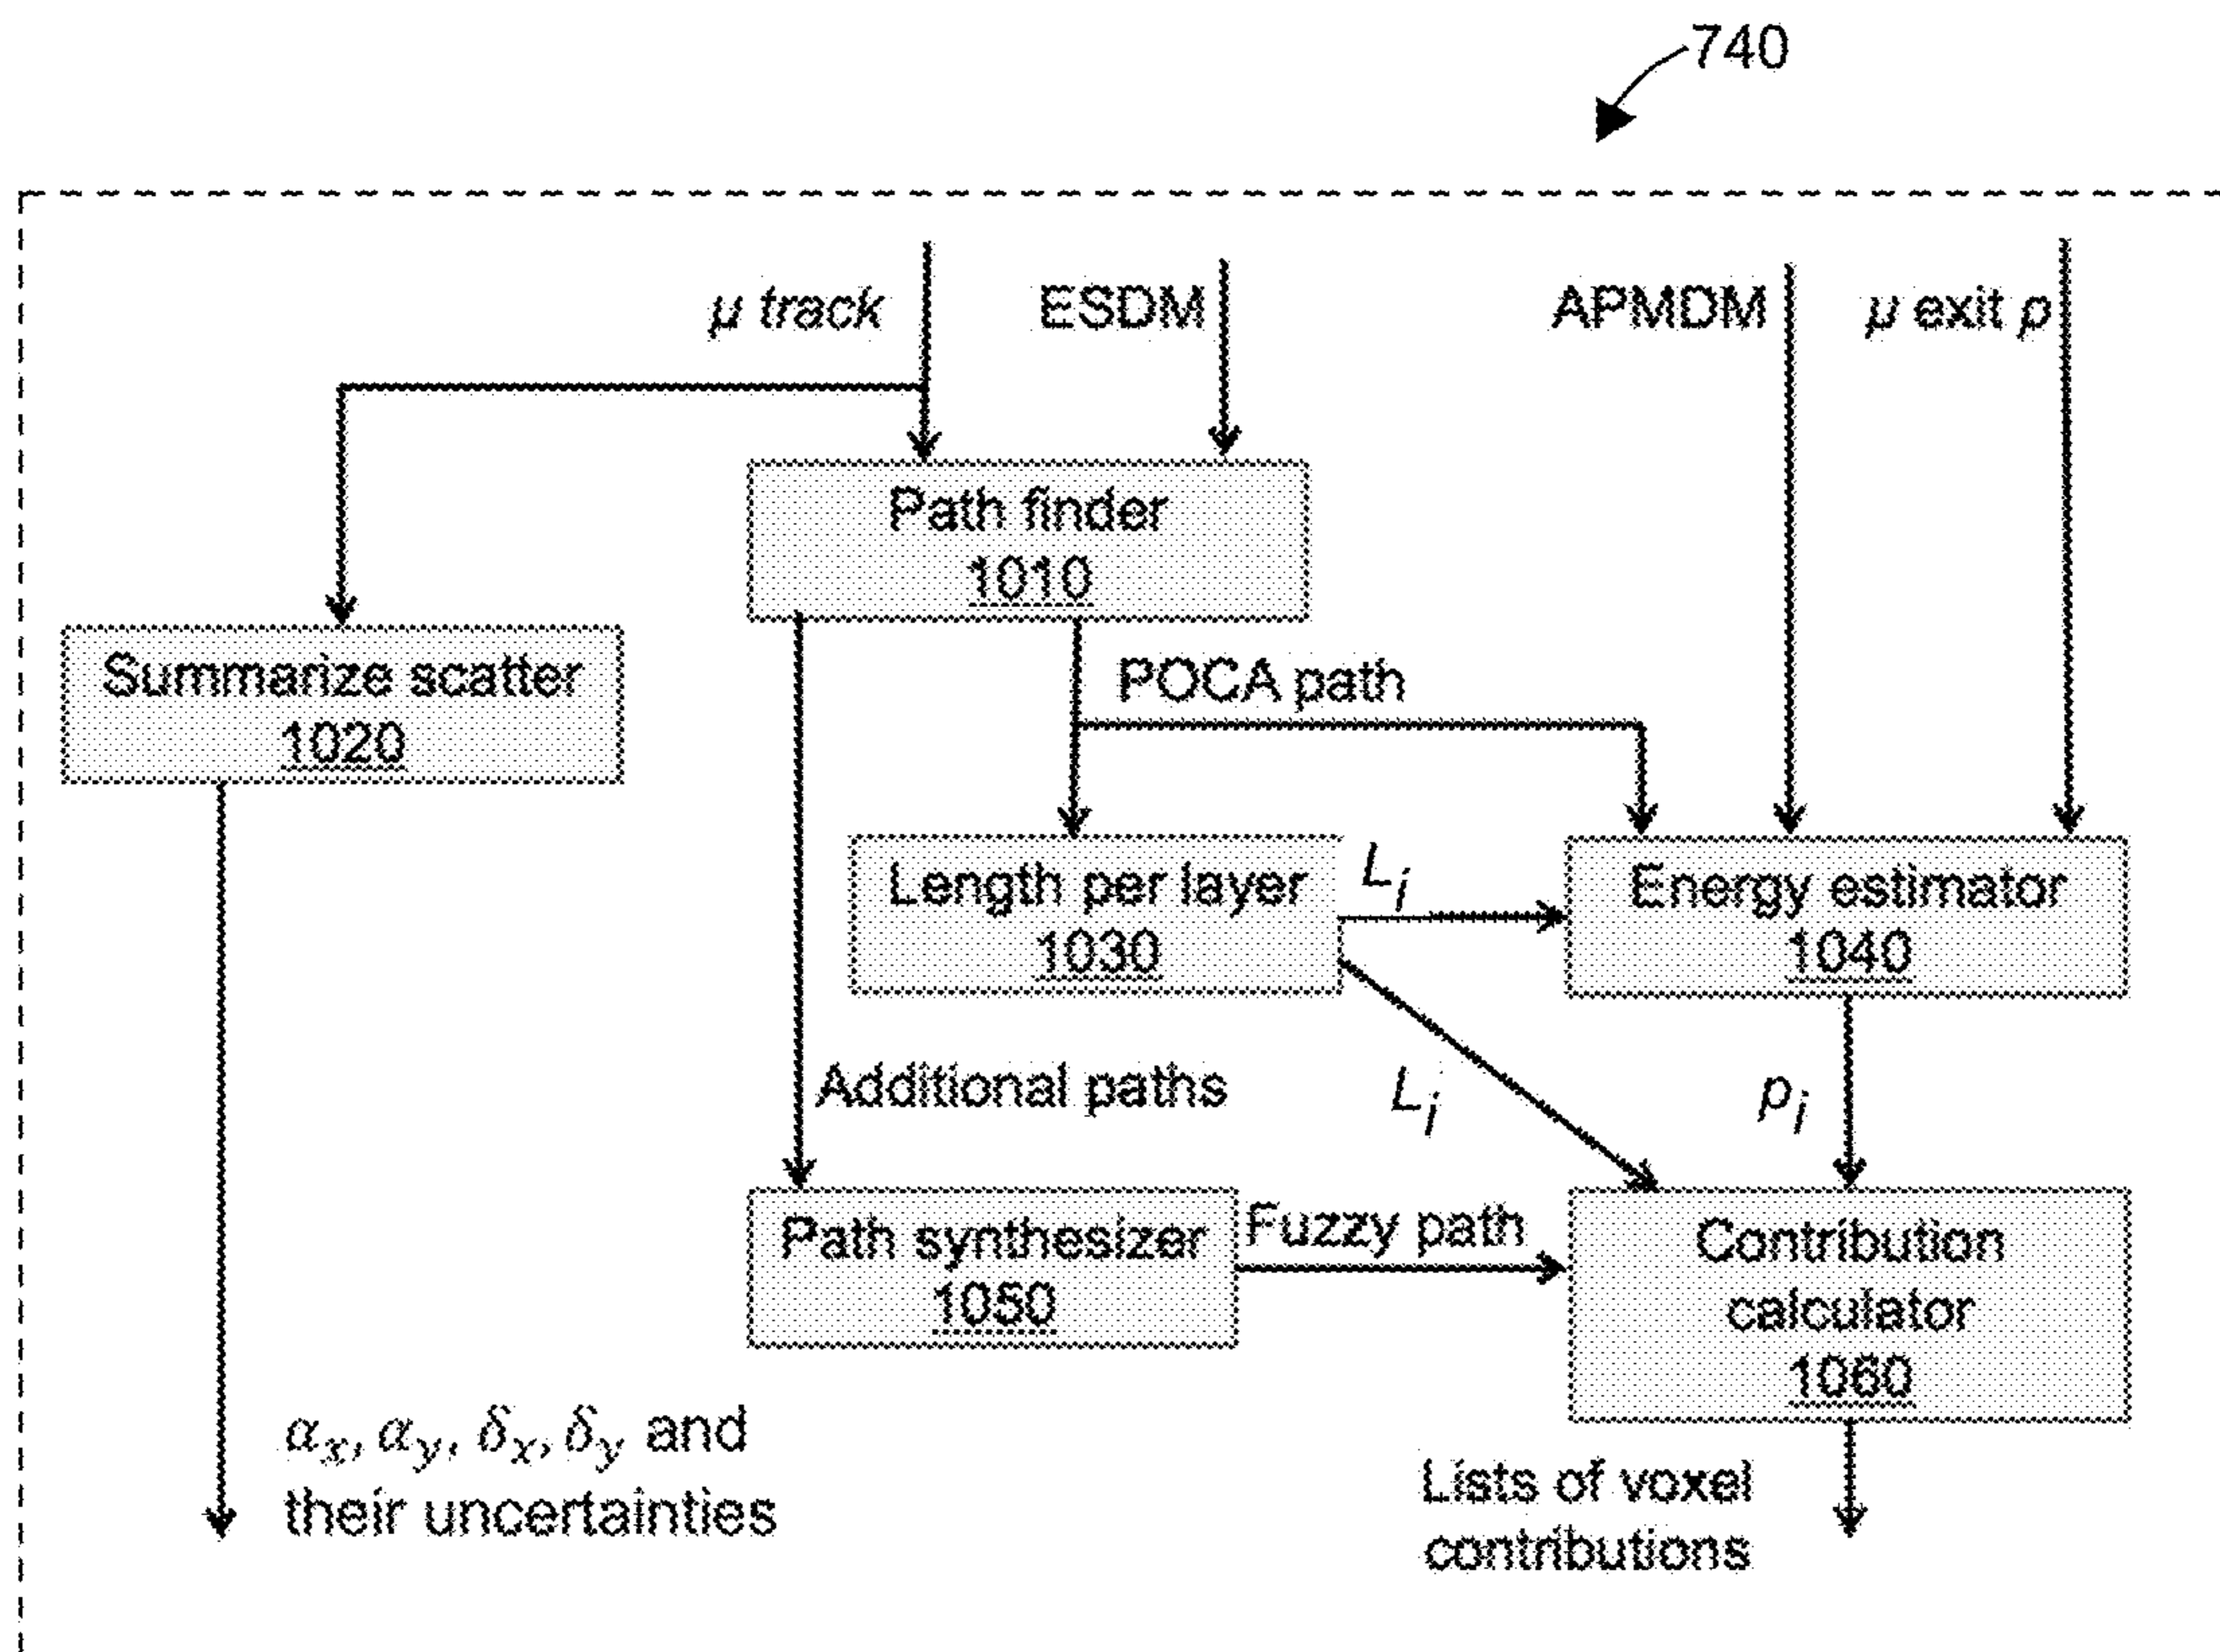 740
μ track
ESDM
APMDM
μ exit p
Path finder
1010
Summarize scatter
1020
POCA path
Length per layer
1030
L_i
Energy estimator
1040
Additional paths
L_i
p_i
Path synthesizer
1050
Fuzzy path
Contribution
calculator
1060
α_x, α_y, δ_x, δ_y and
their uncertainties
Lists of voxel
contributions